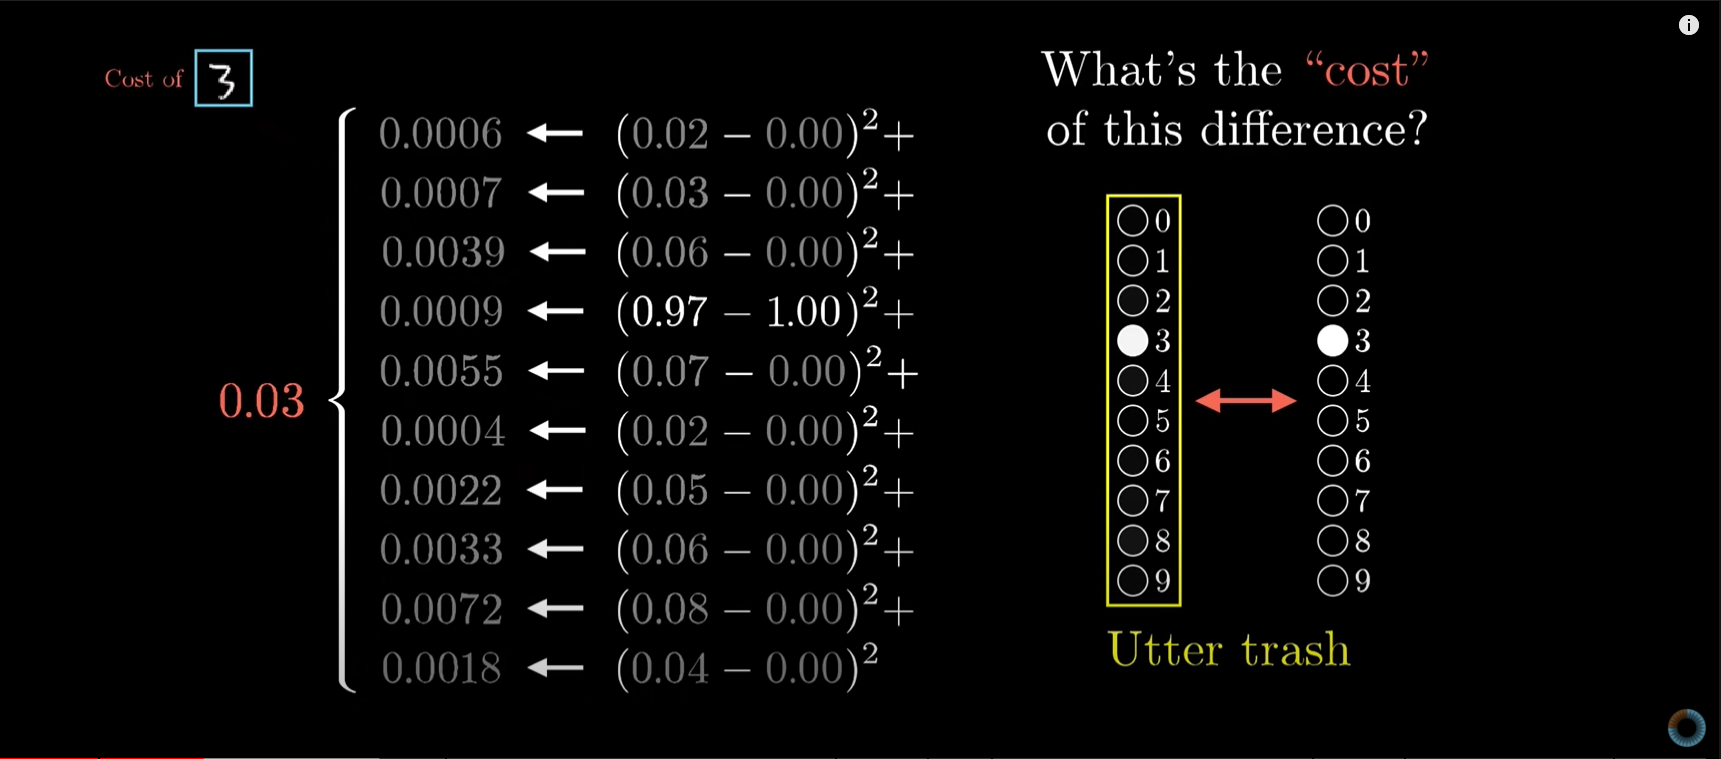 Cost of 3
0.0006 ← (0.02 − 0.00)²+
0.0007 ← (0.03 − 0.00)²+
0.0039 ← (0.06 − 0.00)²+
0.0009 ← (0.97 − 1.00)²+
0.0055 ← (0.07 − 0.00)²+
0.03
0.0004 ← (0.02 − 0.00)²+
0.0022 ← (0.05 − 0.00)²+
0.0033 ← (0.06 − 0.00)²+
0.0072 ← (0.08 − 0.00)²+
0.0018 ← (0.04 − 0.00)²
What's the “cost”
of this difference?
0 0
1 1
2 2
3 3
4 4
5 5
6 6
7 7
8 8
9 9
Utter trash